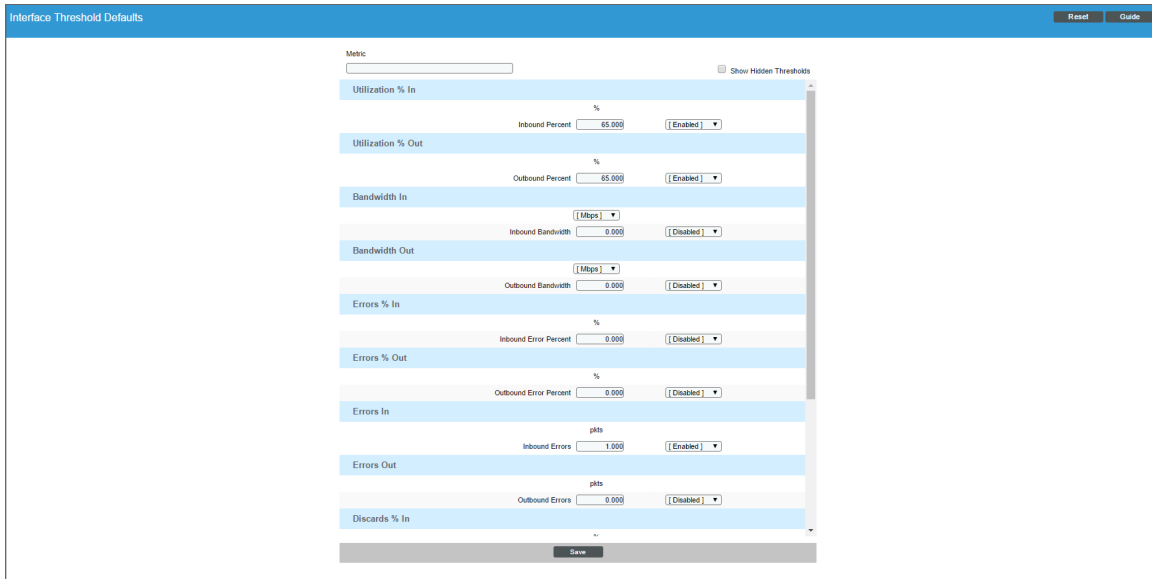 Interface Threshold Defaults
Reset
Guide
Metric
Show Hidden Thresholds
Utilization % In
%
Inbound Percent 65.000 [ Enabled ]
Utilization % Out
%
Outbound Percent 65.000 [ Enabled ]
Bandwidth In
[ Mbps ]
Inbound Bandwidth 0.000 [ Disabled ]
Bandwidth Out
[ Mbps ]
Outbound Bandwidth 0.000 [ Disabled ]
Errors % In
%
Inbound Error Percent 0.000 [ Disabled ]
Errors % Out
%
Outbound Error Percent 0.000 [ Disabled ]
Errors In
pkts
Inbound Errors 1.000 [ Enabled ]
Errors Out
pkts
Outbound Errors 0.000 [ Disabled ]
Discards % In
%
Save